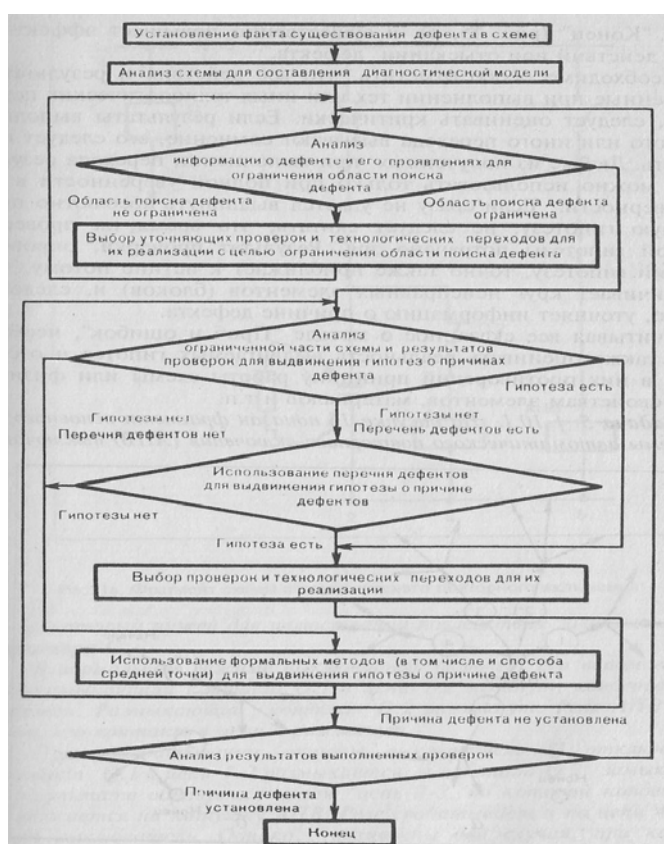 Установление факта существования дефекта в схеме
Анализ схемы для составления диагностической модели
Анализ
информации о дефекте и его проявлениях для
ограничения области поиска
дефекта
Область поиска дефекта
не ограничена
Область поиска дефекта
ограничена
Выбор уточняющих проверок и технологических переходов для
их реализации с целью ограничения области поиска дефекта
Анализ
ограниченной части схемы и результатов
проверок для выдвижения гипотез о причинах
дефекта
Гипотеза есть
Гипотезы нет
Перечня дефектов нет
Гипотезы нет
Перечень дефектов есть
Использование перечня дефектов
для выдвижения гипотезы о причине
дефектов
Гипотезы нет
Гипотеза есть
Выбор проверок и технологических переходов для их
реализации
Использование формальных методов (в том числе и способа
средней точки) для выдвижения гипотезы о причине дефекта
Причина дефекта не установлена
Анализ результатов выполненных проверок
Причина дефекта
установлена
Конец